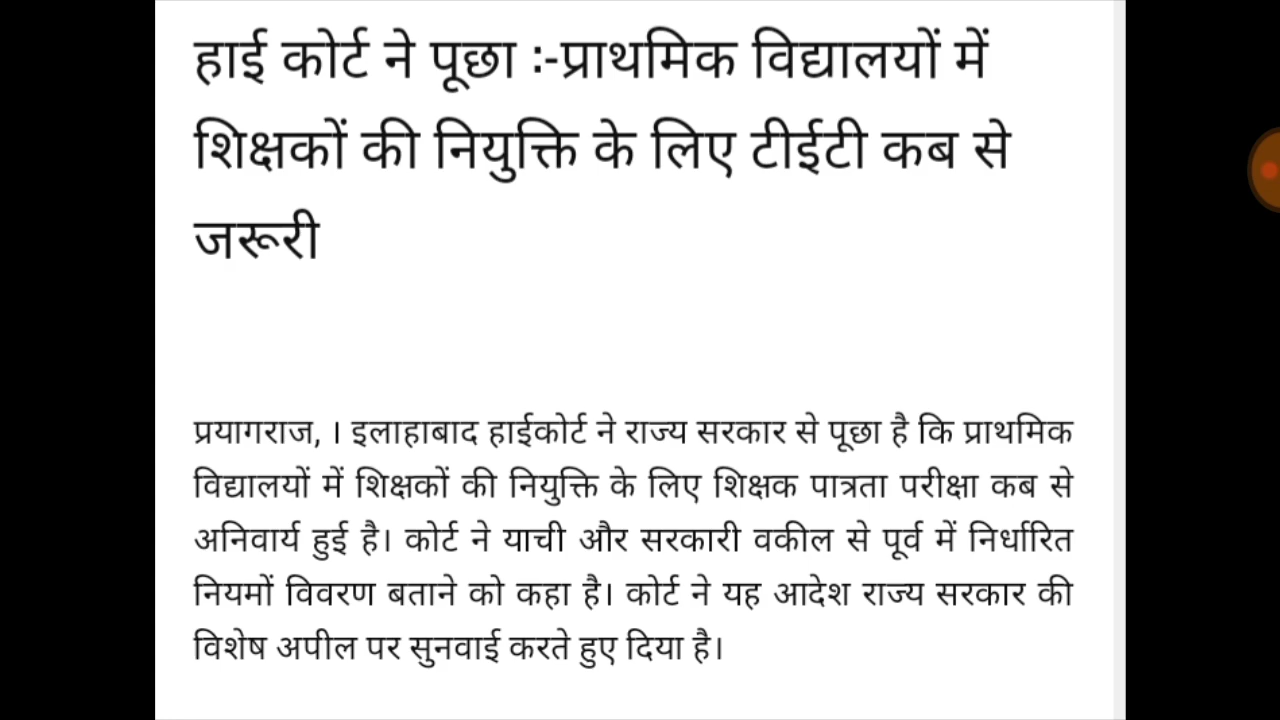 हाई कोर्ट ने पूछा :-प्राथमिक विद्यालयों में
शिक्षकों की नियुक्ति के लिए टीईटी कब से
जरूरी
प्रयागराज, । इलाहाबाद हाईकोर्ट ने राज्य सरकार से पूछा है कि प्राथमिक
विद्यालयों में शिक्षकों की नियुक्ति के लिए शिक्षक पात्रता परीक्षा कब से
अनिवार्य हुई है। कोर्ट ने याची और सरकारी वकील से पूर्व में निर्धारित
नियमों विवरण बताने को कहा है। कोर्ट ने यह आदेश राज्य सरकार की
विशेष अपील पर सुनवाई करते हुए दिया है।